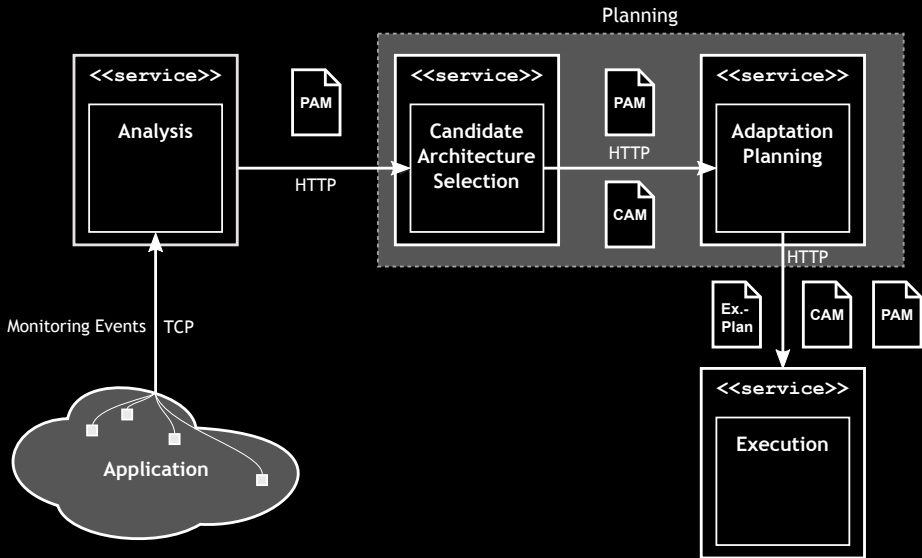 Planning
<<service>>
Analysis
PAM
HTTP
<<service>>
Candidate
Architecture
Selection
PAM
HTTP
CAM
<<service>>
Adaptation
Planning
HTTP
Ex.-
Plan
CAM
PAM
Monitoring Events
TCP
Application
<<service>>
Execution